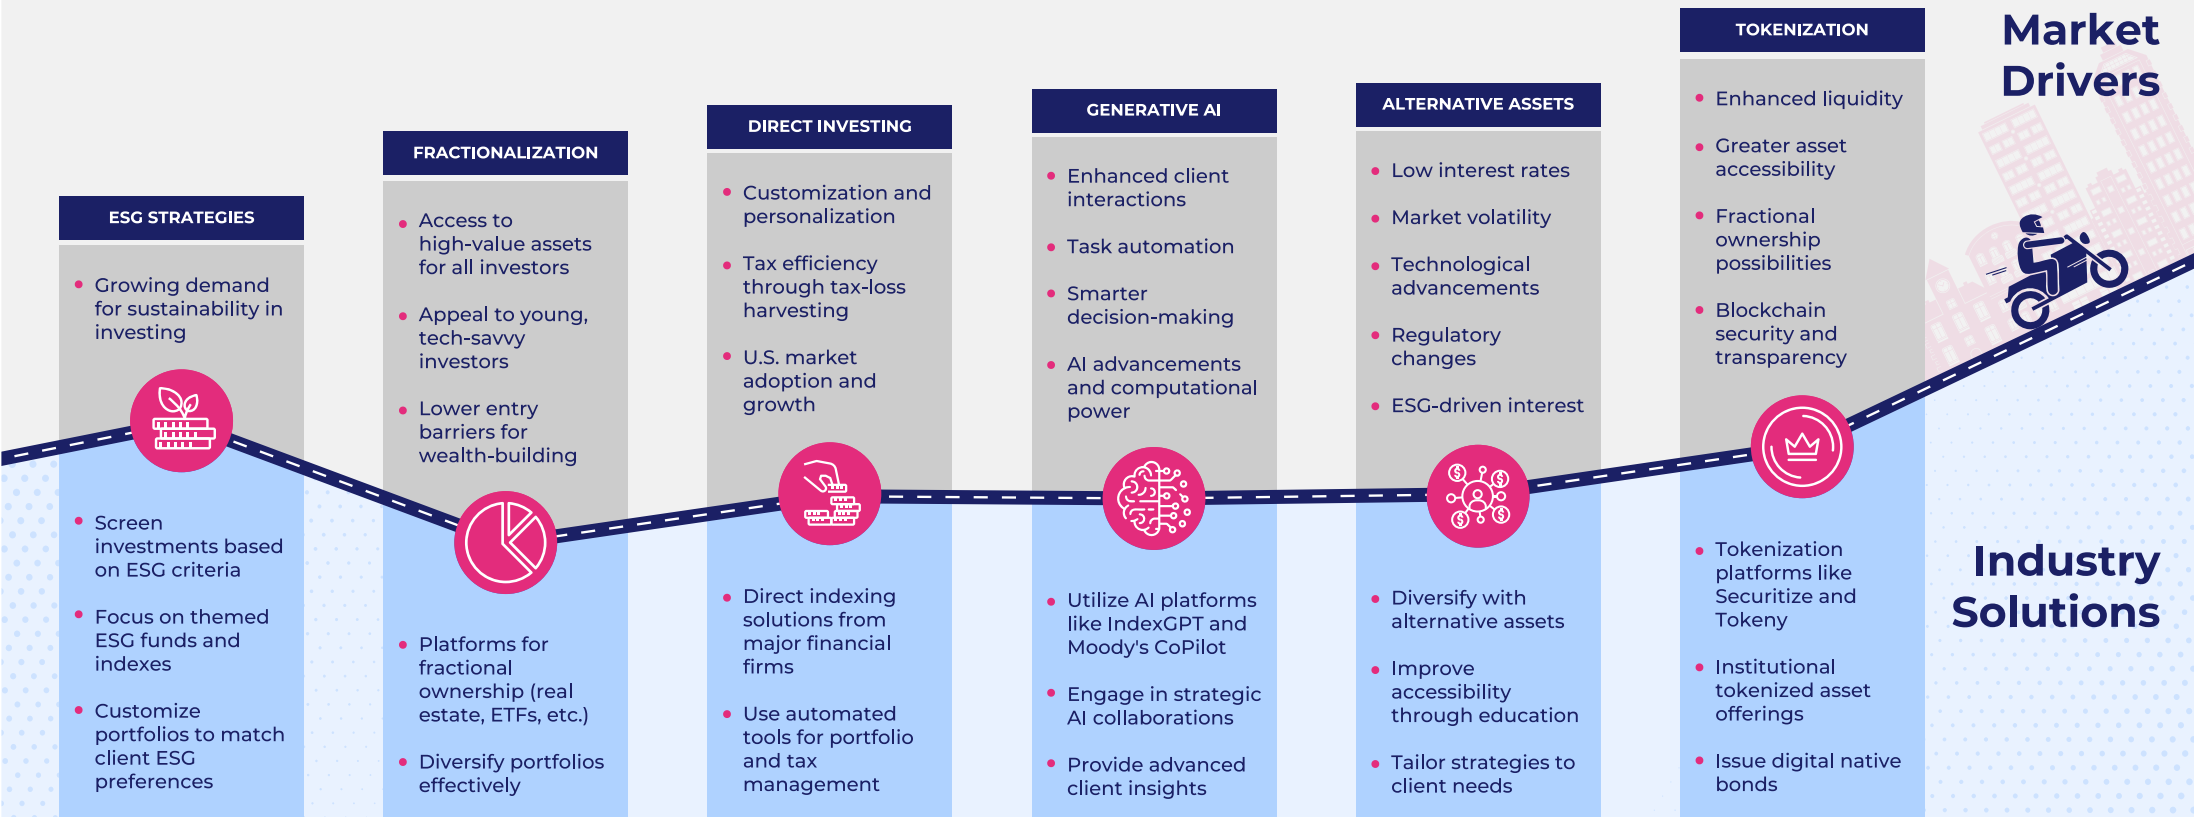 Market
Drivers
ESG STRATEGIES
Growing demand
for sustainability in
investing
Screen
investments based
on ESG criteria
Focus on themed
ESG funds and
indexes
Customize
portfolios to match
client ESG
preferences
FRACTIONALIZATION
Access to
high-value assets
for all investors
Appeal to young,
tech-savvy
investors
Lower entry
barriers for
wealth-building
Platforms for
fractional
ownership (real
estate, ETFs, etc.)
Diversify portfolios
effectively
DIRECT INVESTING
Customization and
personalization
Tax efficiency
through tax-loss
harvesting
U.S. market
adoption and
growth
Direct indexing
solutions from
major financial
firms
Use automated
tools for portfolio
and tax
management
GENERATIVE AI
Enhanced client
interactions
Task automation
Smarter
decision-making
AI advancements
and computational
power
Utilize AI platforms
like IndexGPT and
Moody's CoPilot
Engage in strategic
AI collaborations
Provide advanced
client insights
ALTERNATIVE ASSETS
Low interest rates
Market volatility
Technological
advancements
Regulatory
changes
ESG-driven interest
$
$
$
$
Diversify with
alternative assets
Improve
accessibility
through education
Tailor strategies to
client needs
TOKENIZATION
Enhanced liquidity
Greater asset
accessibility
Fractional
ownership
possibilities
Blockchain
security and
transparency
Tokenization
platforms like
Securitize and
Tokeny
Institutional
tokenized asset
offerings
Issue digital native
bonds
Industry
Solutions